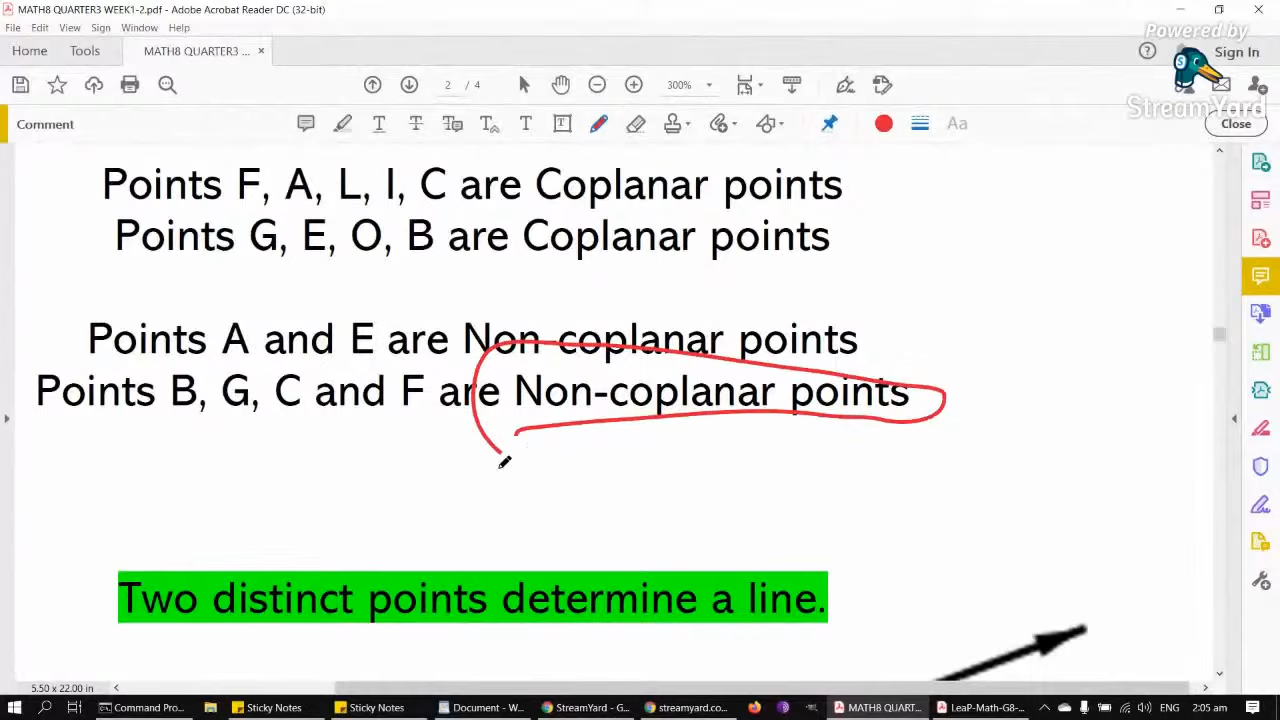 MATH8 QUARTER3 WEEK1-2.pdf - Adobe Acrobat Reader DC (32-bit)
File Edit View Sign Window Help
Powered by
StreamYard
Home Tools MATH8 QUARTER3 ... × Sign In
2 / 4 300%
Comment Aa Close
Points F, A, L, I, C are Coplanar points
Points G, E, O, B are Coplanar points
Points A and E are Non-coplanar points
Points B, G, C and F are Non-coplanar points
Two distinct points determine a line.
5.50 x 22.00 in
Command Pro... Sticky Notes Sticky Notes Document - W... StreamYard - G... streamyard.co... MATH8 QUART... LeaP-Math-G8-... ENG 2:05 am